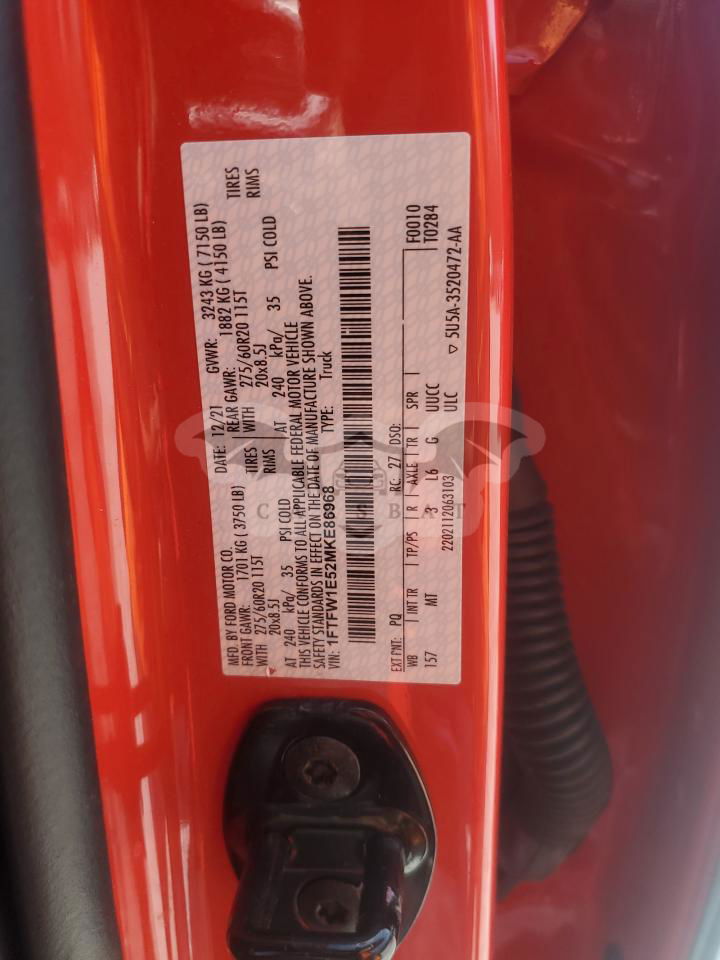 MFD. BY FORD MOTOR CO.
DATE: 12/21
GVWR: 3243 KG ( 7150 LB)
FRONT GAWR: 1701 KG ( 3750 LB)
REAR GAWR: 1882 KG ( 4150 LB)
WITH 275/60R20 115T TIRES
WITH 275/60R20 115T TIRES
20x8.5J RIMS
20x8.5J RIMS
AT 240 kPa/ 35 PSI COLD
AT 240 kPa/ 35 PSI COLD
THIS VEHICLE CONFORMS TO ALL APPLICABLE FEDERAL MOTOR VEHICLE
SAFETY STANDARDS IN EFFECT ON THE DATE OF MANUFACTURE SHOWN ABOVE.
VIN: 1FTFW1E52MKE86968
TYPE: Truck
EXT PNT: PQ RC: 27 DSO: F0010
WB INT TR TP/PS R AXLE TR SPR T0284
157 MT 3 L6 G UUCC
2202112063103 ULC ▽ 5U5A-3520472-AA